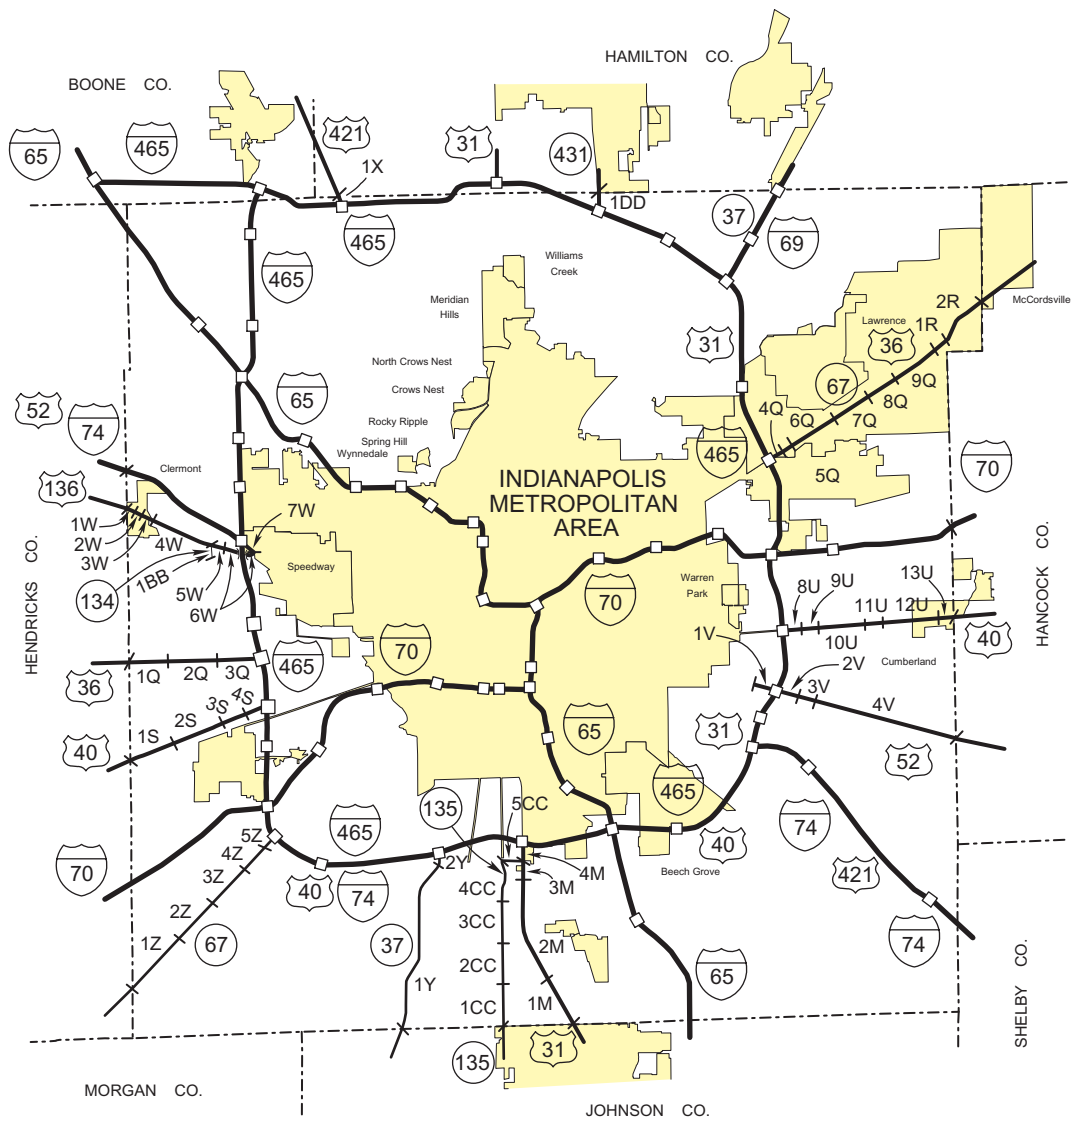 HAMILTON CO.
BOONE CO.
421
31
431
465
65
1X
1DD
37
69
465
465
Williams
Creek
Meridian
Hills
2R
McCordsville
Lawrence
1R
36
31
North Crows Nest
Crows Nest
67
9Q
8Q
65
52
74
Rocky Ripple
Spring Hill
Wynnedale
4Q
6Q
7Q
465
5Q
70
Clermont
136
INDIANAPOLIS
METROPOLITAN
AREA
7W
1W
2W
3W
4W
1BB
5W
6W
134
Speedway
HENDRICKS CO.
HANCOCK CO.
70
Warren
Park
8U
9U
13U
11U
12U
10U
40
1V
2V
Cumberland
70
465
36
1Q
2Q
3Q
3V
4V
4S
3S
2S
1S
40
65
31
52
465
135
5CC
465
74
40
5Z
4Z
3Z
2Z
1Z
70
67
40
74
2Y
4M
3M
4CC
3CC
2CC
1CC
Beech Grove
421
74
37
1Y
2M
1M
65
SHELBY CO.
135
31
MORGAN CO.
JOHNSON CO.